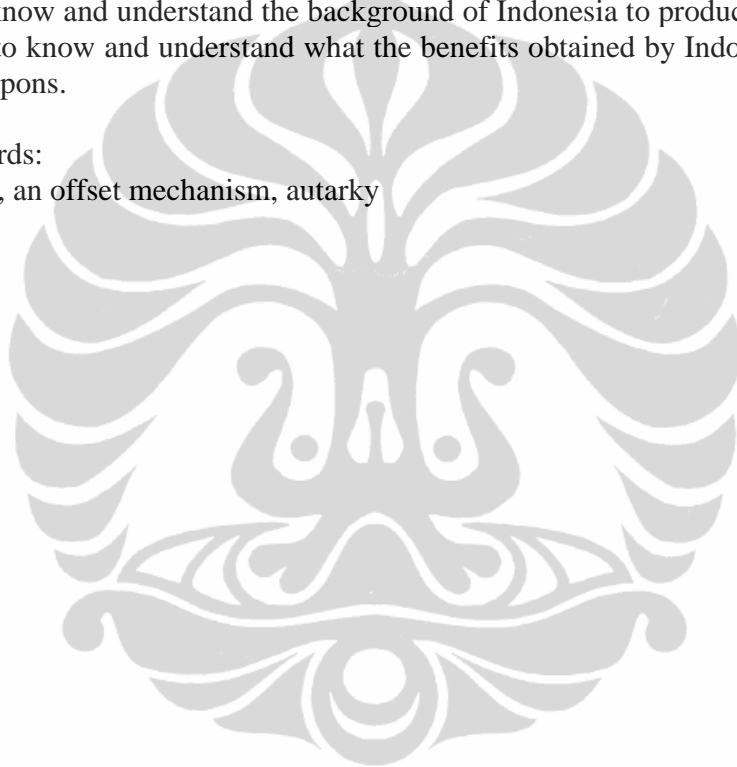 know and understand the background of Indonesia to produc
to know and understand what the benefits obtained by Indo
pons.
rds:
, an offset mechanism, autarky